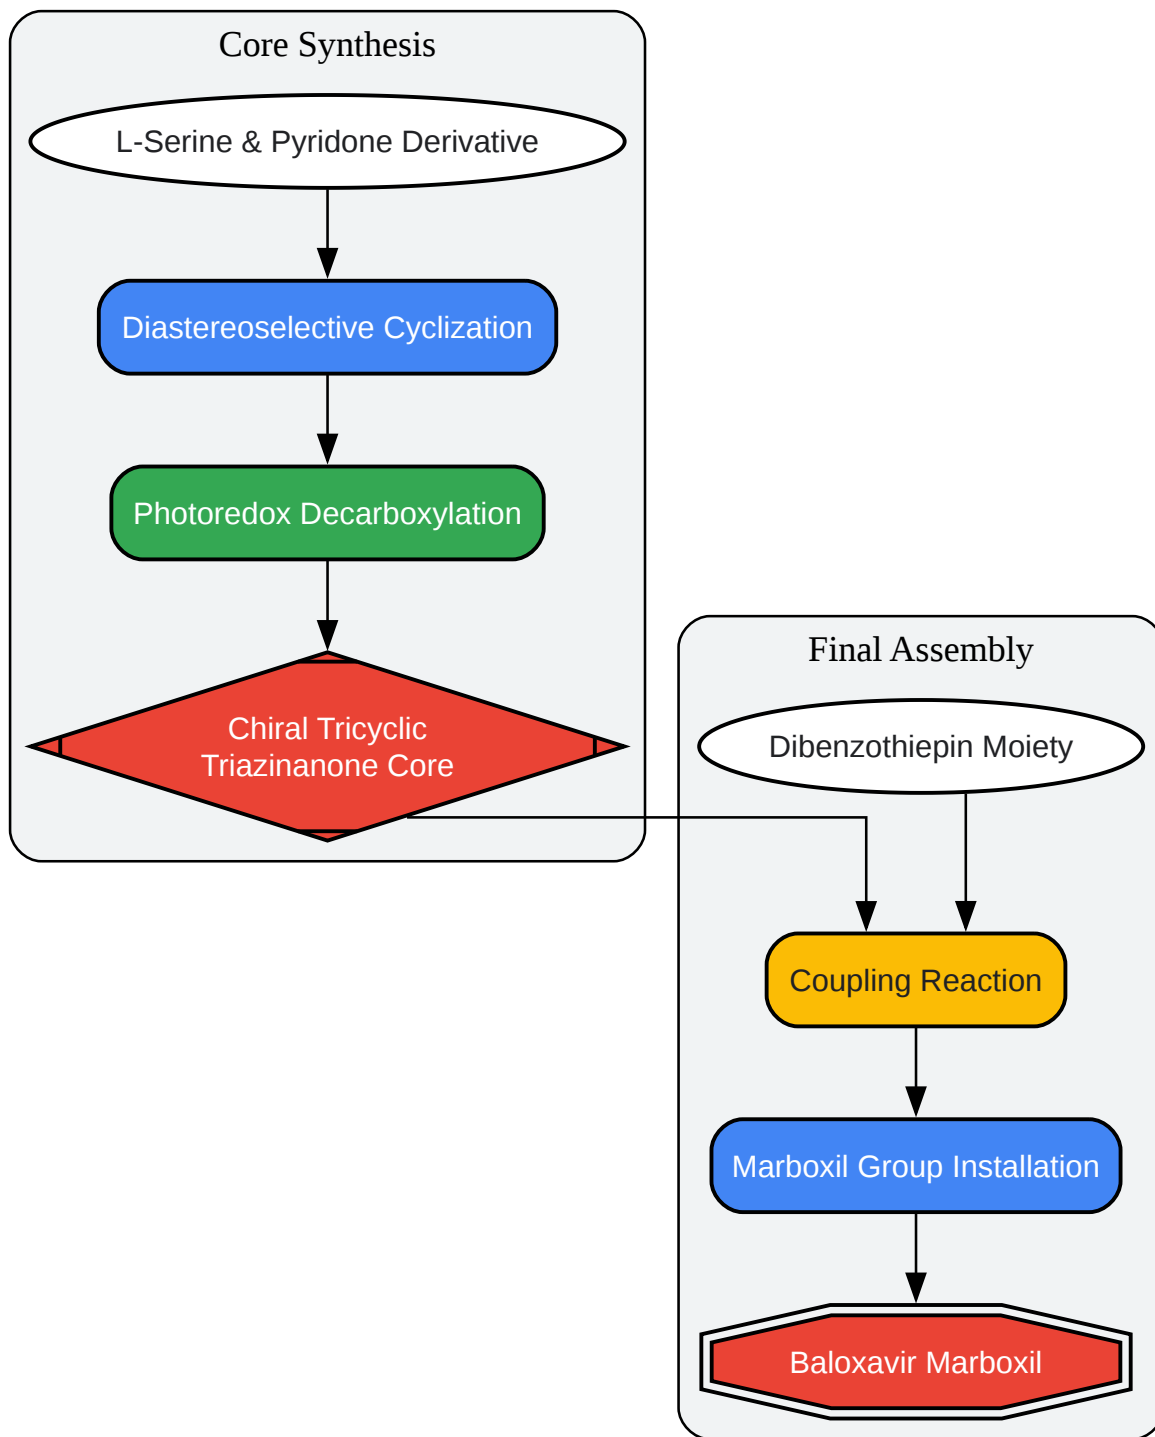 Core Synthesis
L-Serine & Pyridone Derivative
Diastereoselective Cyclization
Photoredox Decarboxylation
Chiral Tricyclic
Triazinanone Core
Final Assembly
Dibenzothiepin Moiety
Coupling Reaction
Marboxil Group Installation
Baloxavir Marboxil